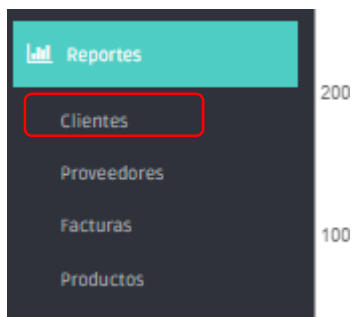 Reportes
200
Clientes
Proveedores
Facturas
100
Productos